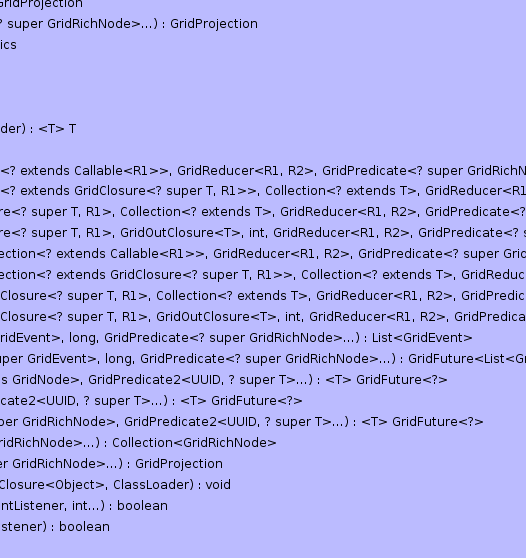 GridProjection
? super GridRichNode>...) : GridProjection
ics
der) : <T> T
<? extends Callable<R1>>, GridReducer<R1, R2>, GridPredicate<? super GridRichN
<? extends GridClosure<? super T, R1>>, Collection<? extends T>, GridReducer<R1
re<? super T, R1>, Collection<? extends T>, GridReducer<R1, R2>, GridPredicate<?
re<? super T, R1>, GridOutClosure<T>, int, GridReducer<R1, R2>, GridPredicate<? s
ection<? extends Callable<R1>>, GridReducer<R1, R2>, GridPredicate<? super Grid
ection<? extends GridClosure<? super T, R1>>, Collection<? extends T>, GridReduc
Closure<? super T, R1>, Collection<? extends T>, GridReducer<R1, R2>, GridPredic
Closure<? super T, R1>, GridOutClosure<T>, int, GridReducer<R1, R2>, GridPredica
ridEvent>, long, GridPredicate<? super GridRichNode>...) : List<GridEvent>
uper GridEvent>, long, GridPredicate<? super GridRichNode>...) : GridFuture<List<Gr
s GridNode>, GridPredicate2<UUID, ? super T>...) : <T> GridFuture<?>
cate2<UUID, ? super T>...) : <T> GridFuture<?>
per GridRichNode>, GridPredicate2<UUID, ? super T>...) : <T> GridFuture<?>
ridRichNode>...) : Collection<GridRichNode>
er GridRichNode>...) : GridProjection
Closure<Object>, ClassLoader) : void
ntListener, int...) : boolean
istener) : boolean